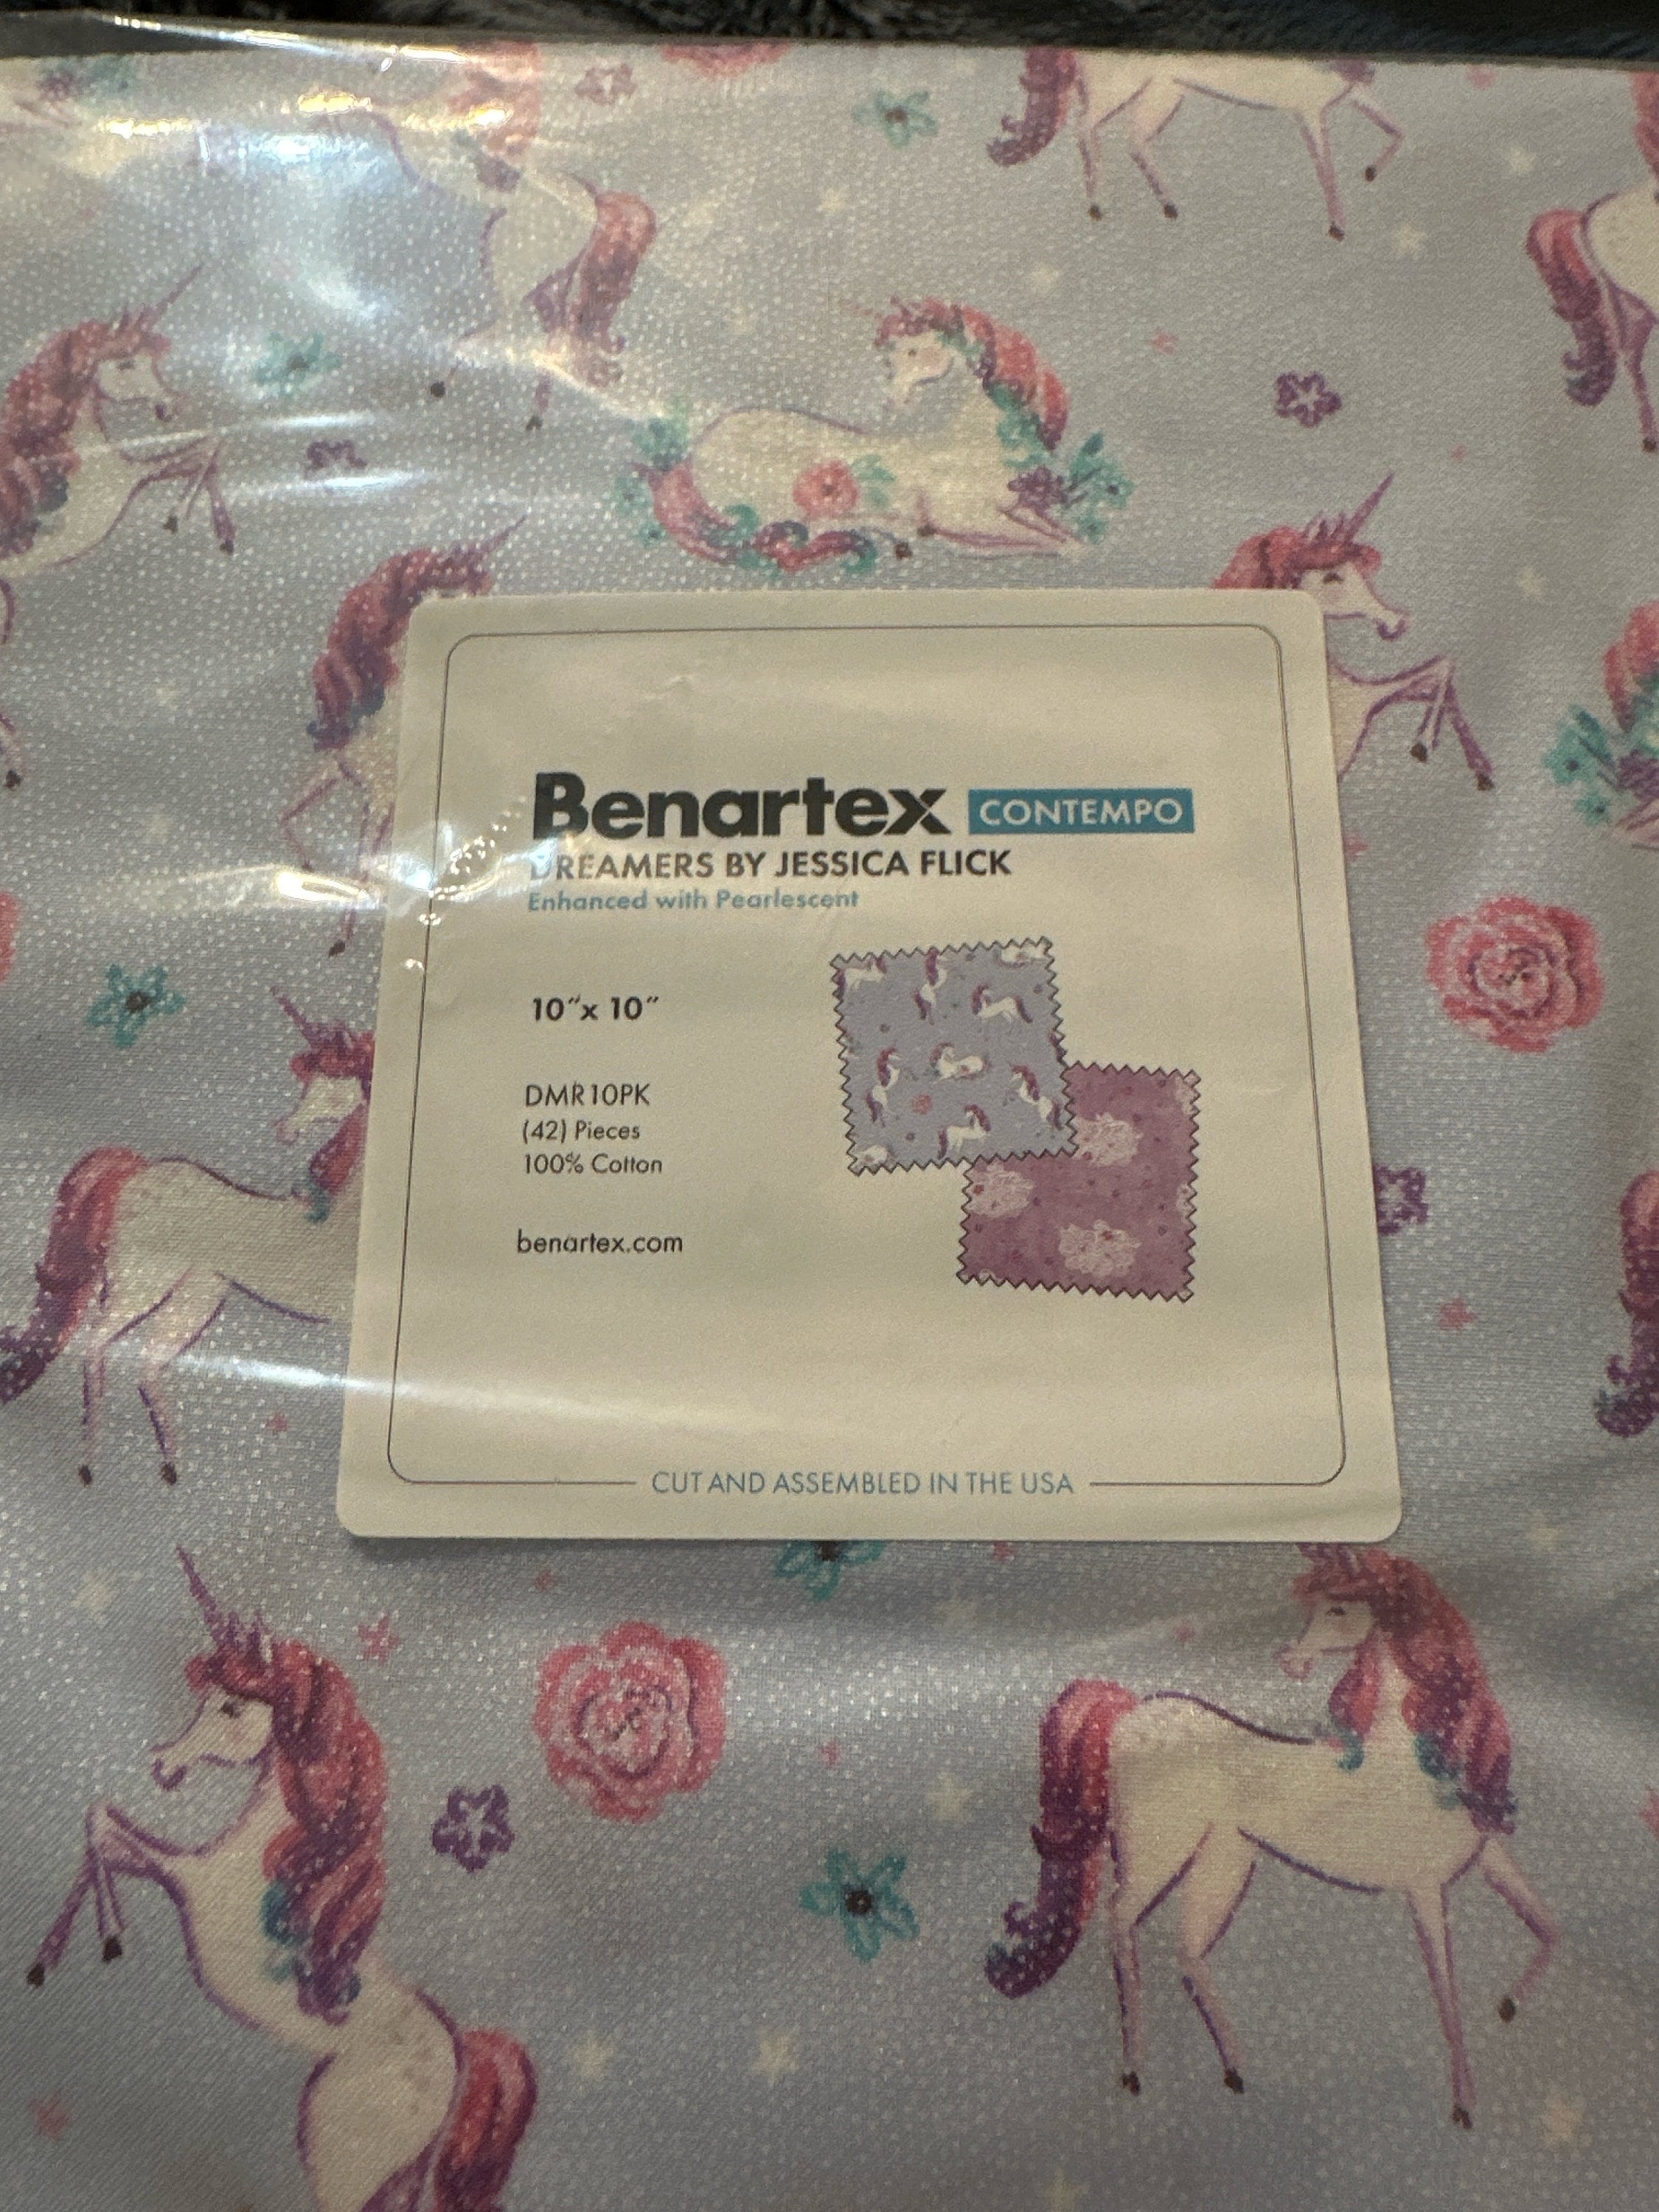 Benartex CONTEMPO
DREAMERS BY JESSICA FLICK
Enhanced with Pearlescent
10″x 10″
DMR10PK
(42) Pieces
100% Cotton
benartex.com
CUT AND ASSEMBLED IN THE USA